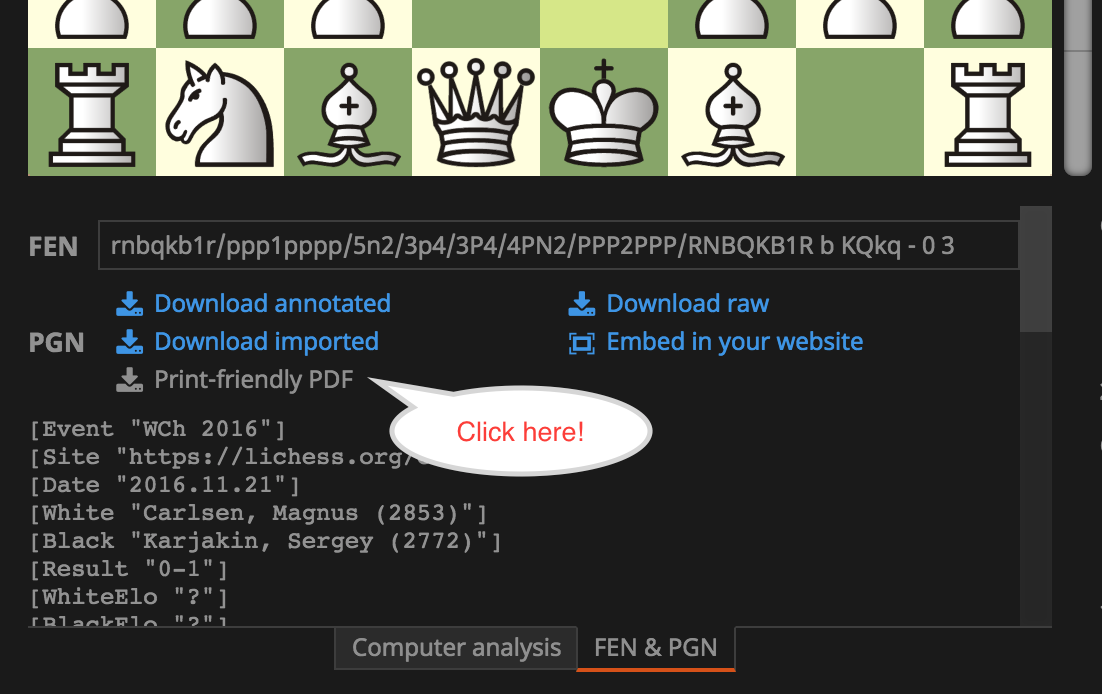 FEN rnbqkb1r/ppp1pppp/5n2/3p4/3P4/4PN2/PPP2PPP/RNBQKB1R b KQkq - 0 3
Download annotated Download raw
PGN Download imported Embed in your website
Print-friendly PDF
Click here!
[Event "WCh 2016"]
[Site "https://lichess.org/
[Date "2016.11.21"]
[White "Carlsen, Magnus (2853)"]
[Black "Karjakin, Sergey (2772)"]
[Result "0-1"]
[WhiteElo "?"]
[BlackElo "?"]
Computer analysis FEN & PGN